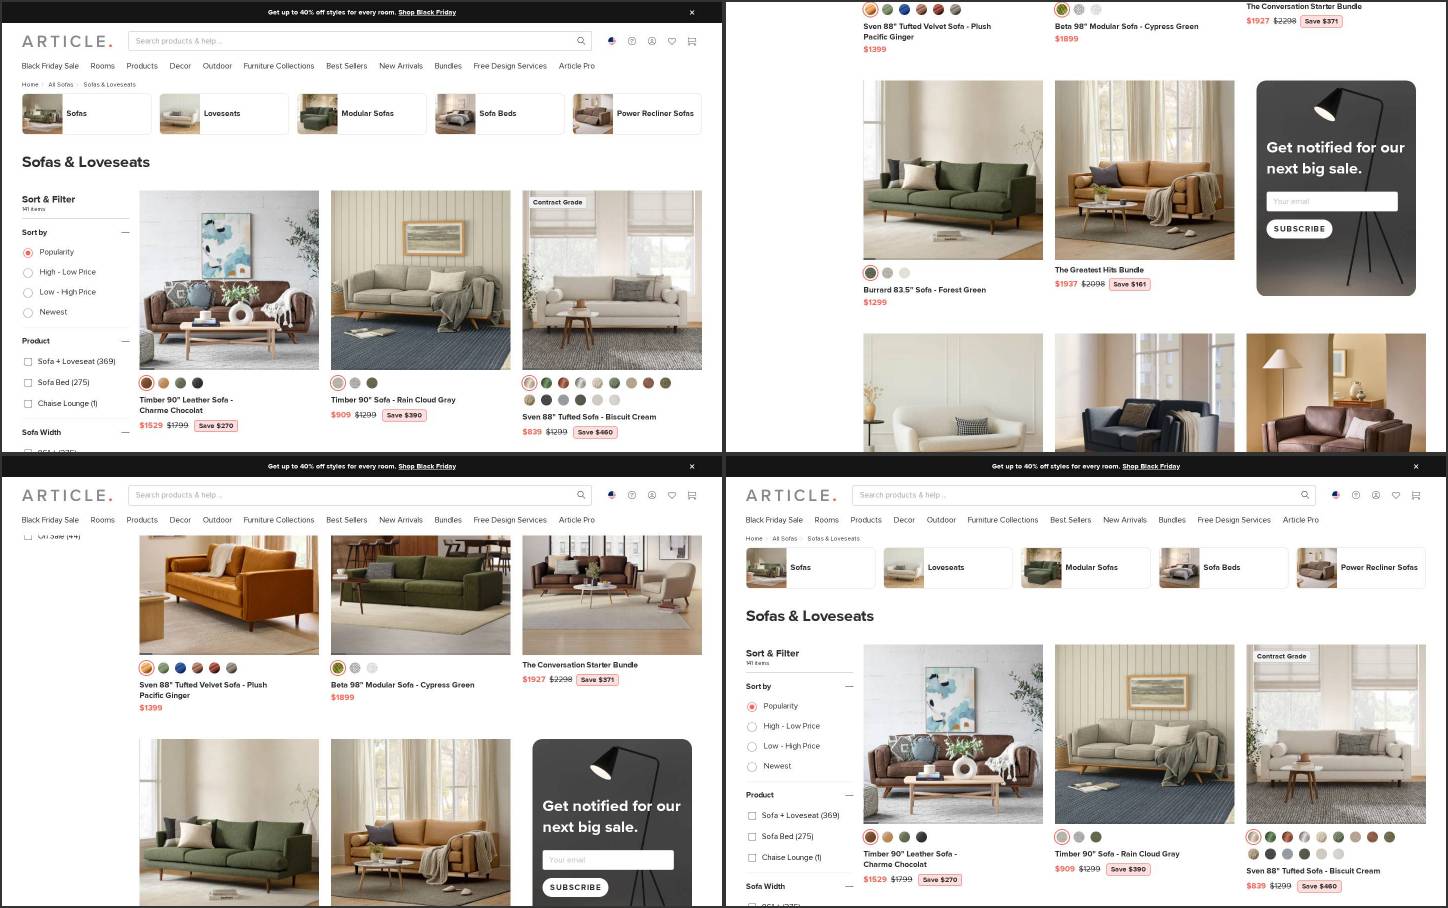 Get up to 40% off styles for every room. Shop Black Friday
ARTICLE.
Search products & help ..
Black Friday Sale Rooms Products Decor Outdoor Furniture Collections Best Sellers New Arrivals Bundles Free Design Services Article Pro
Home All Sofas Sofas & Loveseats
Sofas Loveseats Modular Sofas Sofa Beds Power Recliner Sofas
Sofas & Loveseats
Sort & Filter
141 items
Sort by
Popularity
High - Low Price
Low - High Price
Newest
Product
Sofa + Loveseat (369)
Sofa Bed (275)
Chaise Lounge (1)
Sofa Width
Contract Grade
Timber 90" Leather Sofa -
Charme Chocolat
$1529 $1799 Save $270
Timber 90" Sofa - Rain Cloud Gray
$909 $1299 Save $390
Sven 88" Tufted Sofa - Biscuit Cream
$839 $1299 Save $460
Sven 88" Tufted Velvet Sofa - Plush
Pacific Ginger
$1399
Beta 98" Modular Sofa - Cypress Green
$1899
The Conversation Starter Bundle
$1927 $2298 Save $371
Burrard 83.5" Sofa - Forest Green
$1299
The Greatest Hits Bundle
$1937 $2098 Save $161
Get notified for our
next big sale.
Your email
SUBSCRIBE
Get up to 40% off styles for every room. Shop Black Friday
ARTICLE.
Search products & help ..
Black Friday Sale Rooms Products Decor Outdoor Furniture Collections Best Sellers New Arrivals Bundles Free Design Services Article Pro
On Sale (44)
Sven 88" Tufted Velvet Sofa - Plush
Pacific Ginger
$1399
Beta 98" Modular Sofa - Cypress Green
$1899
The Conversation Starter Bundle
$1927 $2298 Save $371
Get notified for our
next big sale.
Your email
SUBSCRIBE
Get up to 40% off styles for every room. Shop Black Friday
ARTICLE.
Search products & help ..
Black Friday Sale Rooms Products Decor Outdoor Furniture Collections Best Sellers New Arrivals Bundles Free Design Services Article Pro
Home All Sofas Sofas & Loveseats
Sofas Loveseats Modular Sofas Sofa Beds Power Recliner Sofas
Sofas & Loveseats
Sort & Filter
141 items
Sort by
Popularity
High - Low Price
Low - High Price
Newest
Product
Sofa + Loveseat (369)
Sofa Bed (275)
Chaise Lounge (1)
Sofa Width
Contract Grade
Timber 90" Leather Sofa -
Charme Chocolat
$1529 $1799 Save $270
Timber 90" Sofa - Rain Cloud Gray
$909 $1299 Save $390
Sven 88" Tufted Sofa - Biscuit Cream
$839 $1299 Save $460